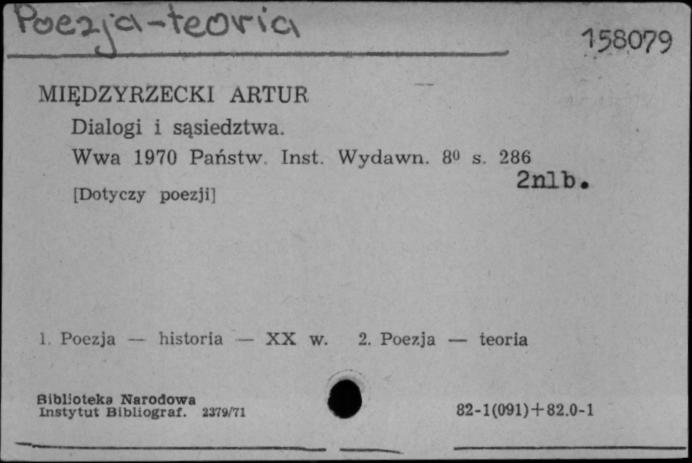 Poezja-teoria
158079
MIĘDZYRZECKI ARTUR
Dialogi i sąsiedztwa.
Wwa 1970 Państw. Inst. Wydawn. 8⁰ s. 286
2nlb.
[Dotyczy poezji]
1. Poezja — historia — XX w. 2. Poezja — teoria
Biblioteka Narodowa
Instytut Bibliograf. 2379/71
82-1(091)+82.0-1